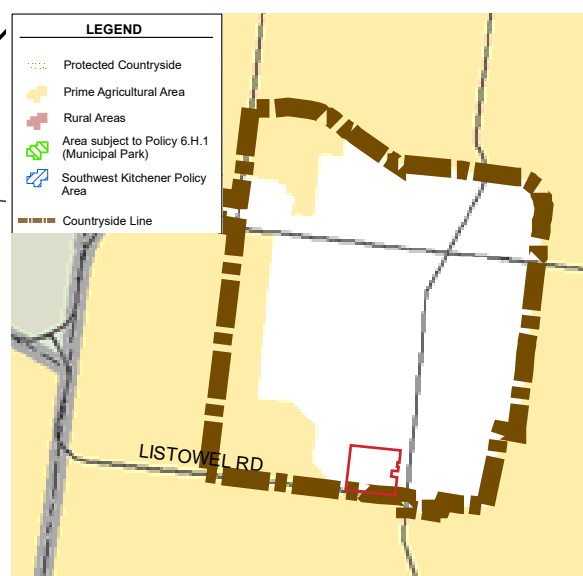 LEGEND
Protected Countryside
Prime Agricultural Area
Rural Areas
Area subject to Policy 6.H.1
(Municipal Park)
Southwest Kitchener Policy
Area
Countryside Line
LISTOWEL RD